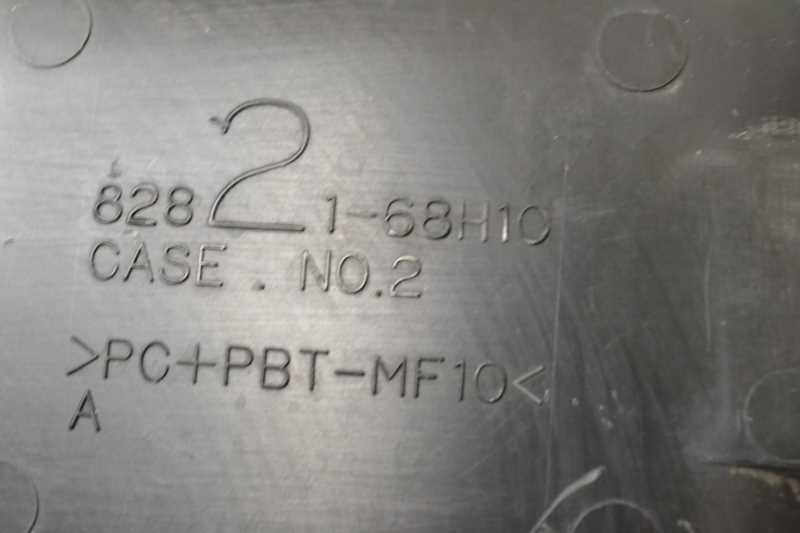 82821-68H10
CASE . NO.2
>PC+PBT-MF10<
A